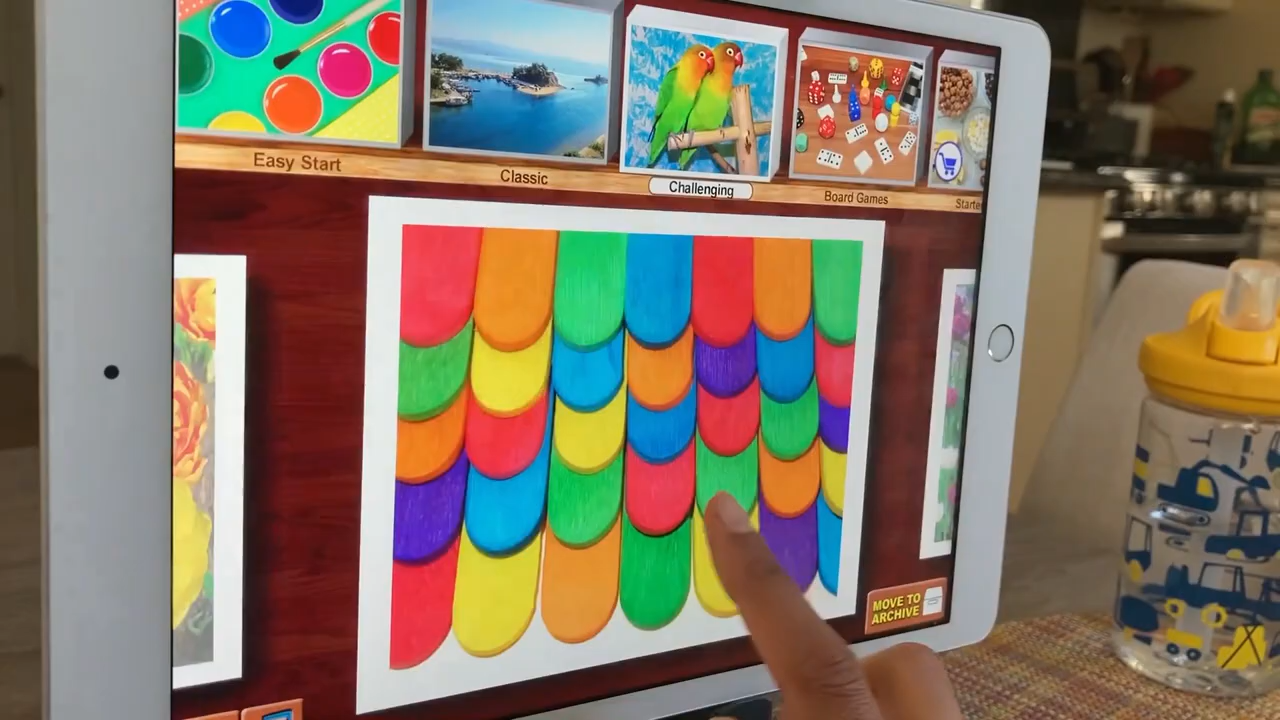 Easy Start
Classic
Challenging
Board Games
MOVE TO
ARCHIVE